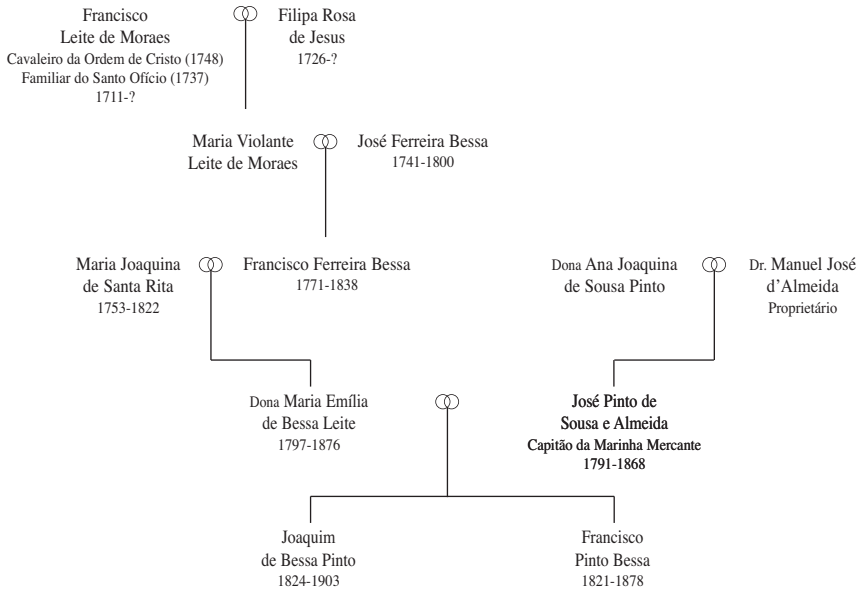 Francisco
Leite de Moraes
Cavaleiro da Ordem de Cristo (1748)
Familiar do Santo Ofício (1737)
1711-?
Filipa Rosa
de Jesus
1726-?
Maria Violante
Leite de Moraes
José Ferreira Bessa
1741-1800
Maria Joaquina
de Santa Rita
1753-1822
Francisco Ferreira Bessa
1771-1838
Dona Ana Joaquina
de Sousa Pinto
Dr. Manuel José
d'Almeida
Proprietário
Dona Maria Emília
de Bessa Leite
1797-1876
José Pinto de
Sousa e Almeida
Capitão da Marinha Mercante
1791-1868
Joaquim
de Bessa Pinto
1824-1903
Francisco
Pinto Bessa
1821-1878